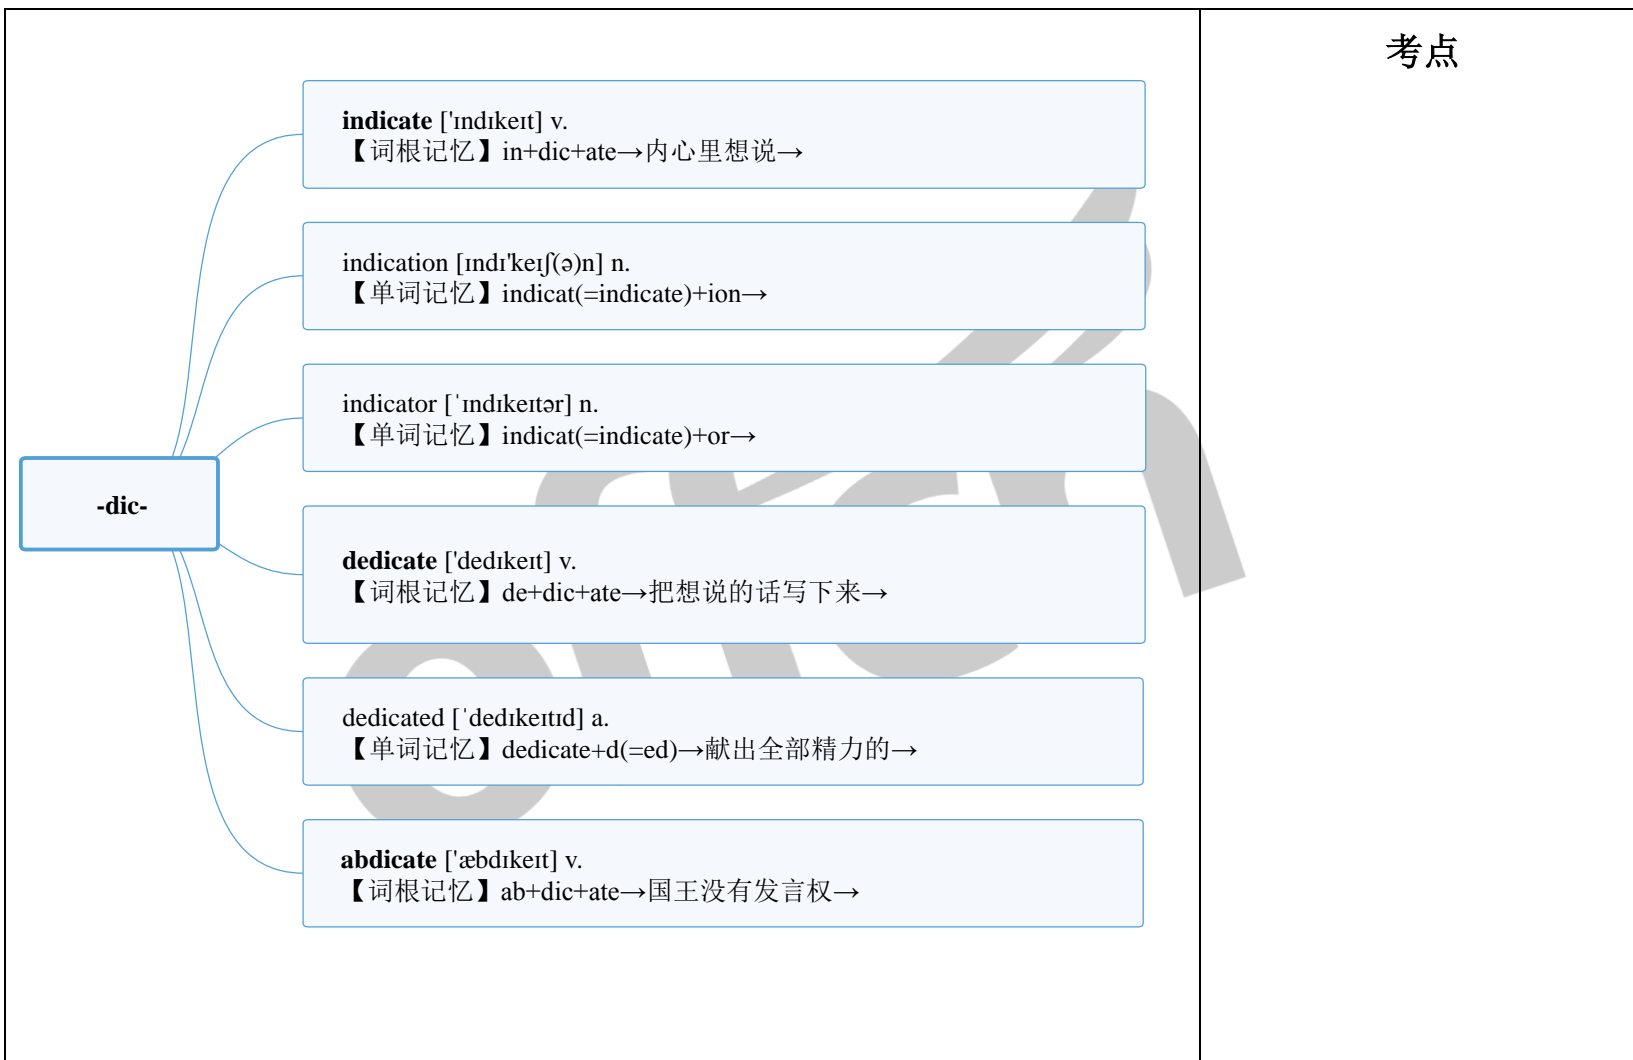 考点
indicate ['ɪndɪkeɪt] v.
【词根记忆】in+dic+ate→内心里想说→
indication [ɪndɪ'keɪʃ(ə)n] n.
【单词记忆】indicat(=indicate)+ion→
indicator [ˈɪndɪkeɪtər] n.
【单词记忆】indicat(=indicate)+or→
-dic-
dedicate ['dedɪkeɪt] v.
【词根记忆】de+dic+ate→把想说的话写下来→
dedicated [ˈdedɪkeɪtɪd] a.
【单词记忆】dedicate+d(=ed)→献出全部精力的→
abdicate ['æbdɪkeɪt] v.
【词根记忆】ab+dic+ate→国王没有发言权→